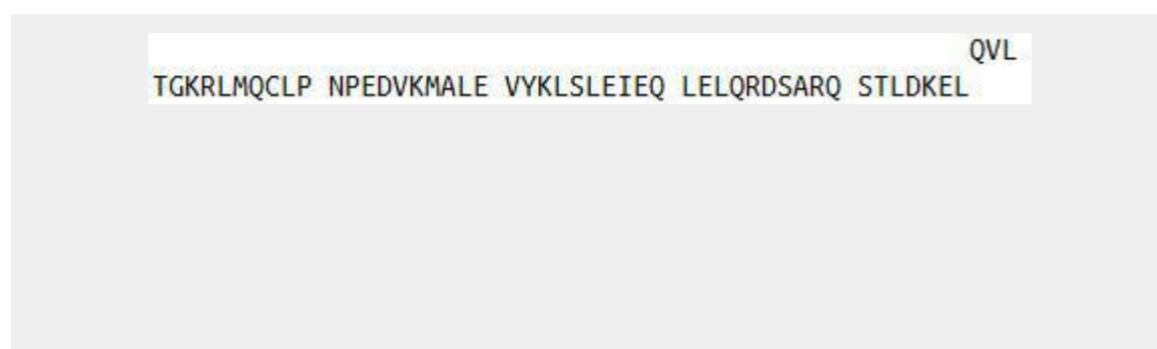 QVL
TGKRLMQCLP NPEDVKMALE VYKLSLEIEQ LELQRDSARQ STLDKEL